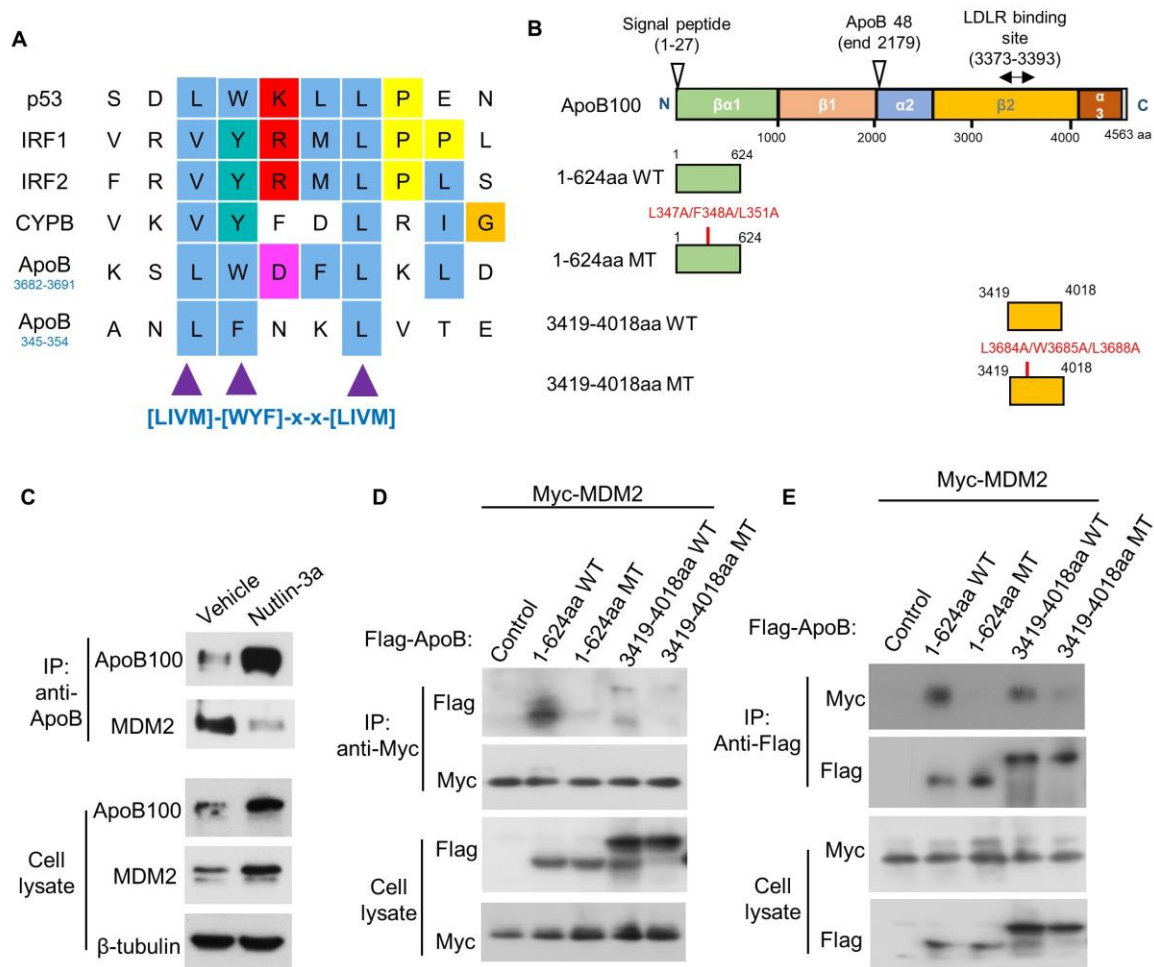 A
p53 S D L W K L L P E N
IRF1 V R V Y R M L P P L
IRF2 F R V Y R M L P L S
CYPB V K V Y F D L R I G
ApoB K S L W D F L K L D
3682-3691
ApoB A N L F N K L V T E
345-354
[LIVM]-[WYF]-x-x-[LIVM]
B
Signal peptide
(1-27)
ApoB 48
(end 2179)
LDLR binding
site
(3373-3393)
ApoB100 N βα1 β1 α2 β2 α3 C
1000 2000 3000 4000 4563 aa
1 624
1-624aa WT
L347A/F348A/L351A
1 624
1-624aa MT
3419 4018
3419-4018aa WT
L3684A/W3685A/L3688A
3419 4018
3419-4018aa MT
C
Vehicle
Nutlin-3a
IP:
anti-
ApoB
ApoB100
MDM2
Cell
lysate
ApoB100
MDM2
β-tubulin
D
Myc-MDM2
Flag-ApoB:
Control
1-624aa WT
1-624aa MT
3419-4018aa WT
3419-4018aa MT
IP:
anti-Myc
Flag
Myc
Cell
lysate
Flag
Myc
E
Myc-MDM2
Flag-ApoB:
Control
1-624aa WT
1-624aa MT
3419-4018aa WT
3419-4018aa MT
IP:
Anti-Flag
Myc
Flag
Cell
lysate
Myc
Flag